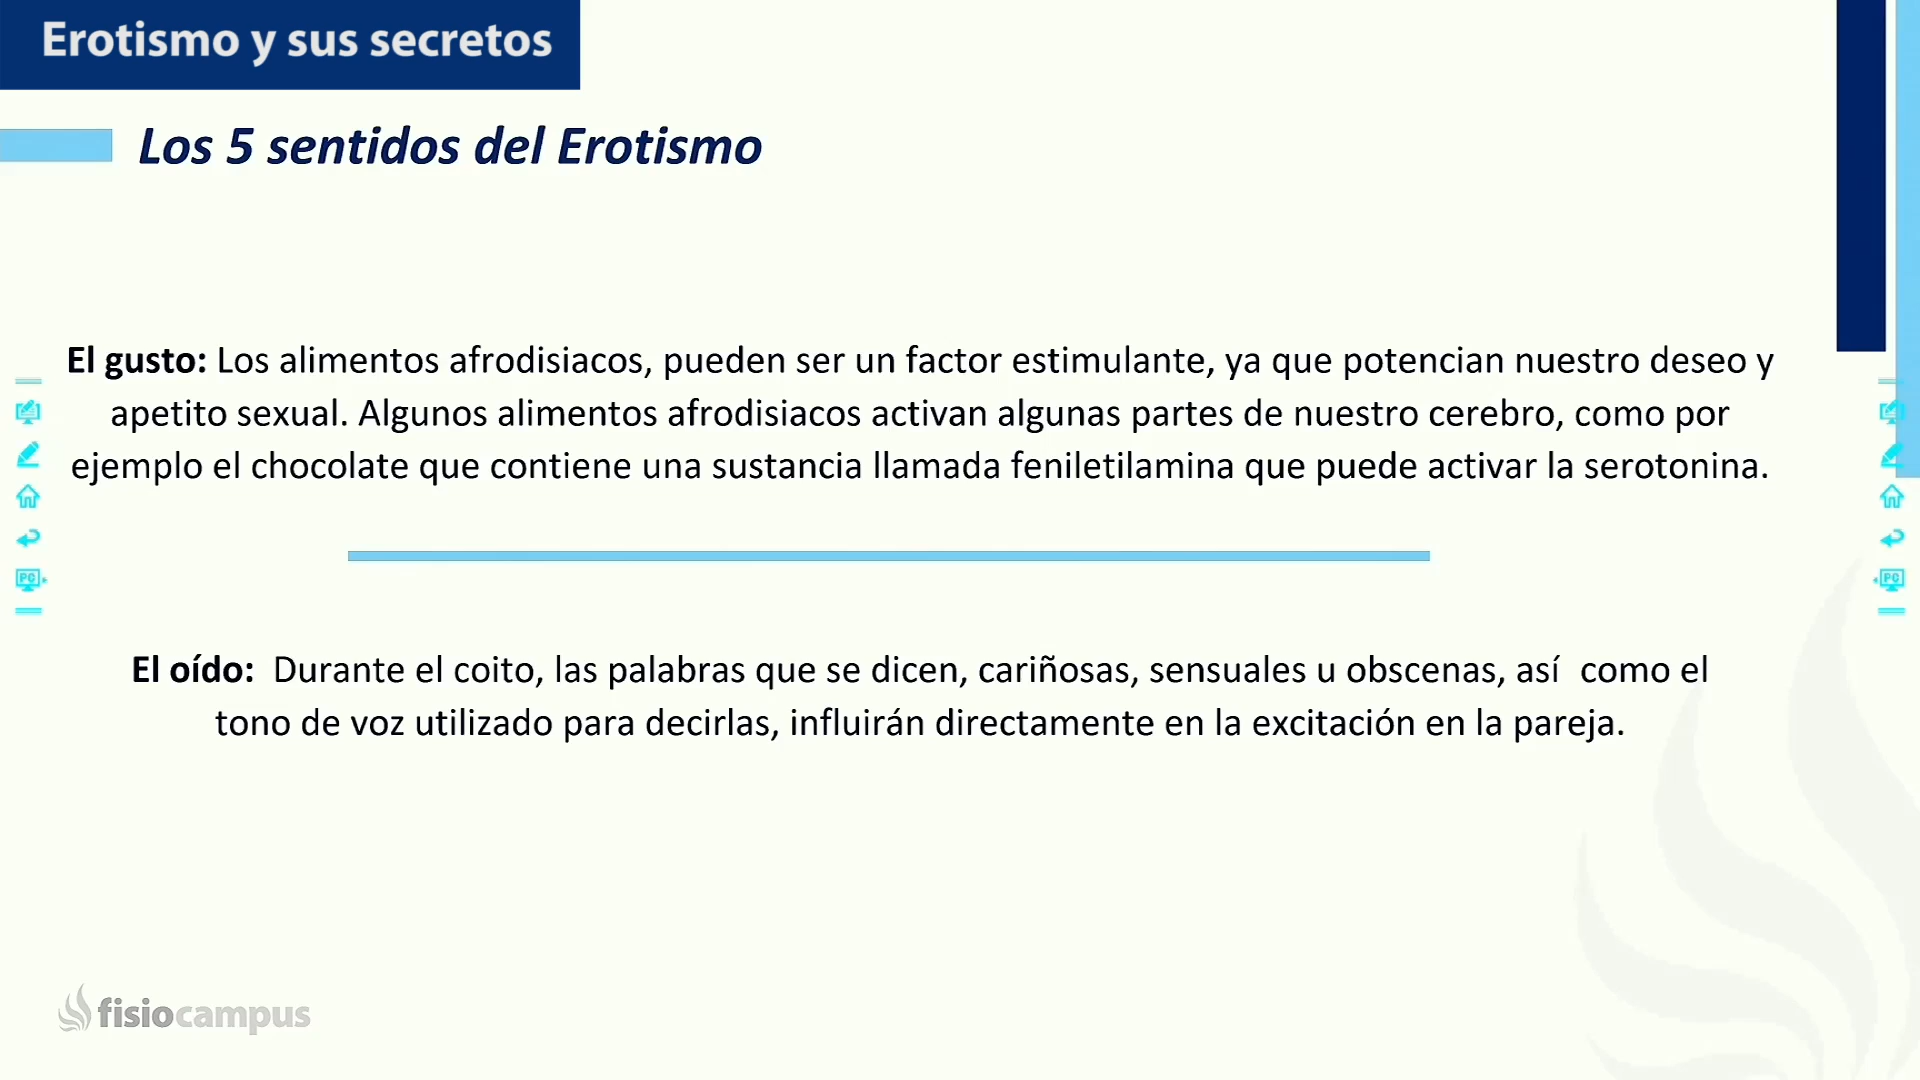 Erotismo y sus secretos
Los 5 sentidos del Erotismo
El gusto: Los alimentos afrodisiacos, pueden ser un factor estimulante, ya que potencian nuestro deseo y
apetito sexual. Algunos alimentos afrodisiacos activan algunas partes de nuestro cerebro, como por
ejemplo el chocolate que contiene una sustancia llamada feniletilamina que puede activar la serotonina.
PC
PC
El oído:  Durante el coito, las palabras que se dicen, cariñosas, sensuales u obscenas, así  como el
tono de voz utilizado para decirlas, influirán directamente en la excitación en la pareja.
fisiocampus